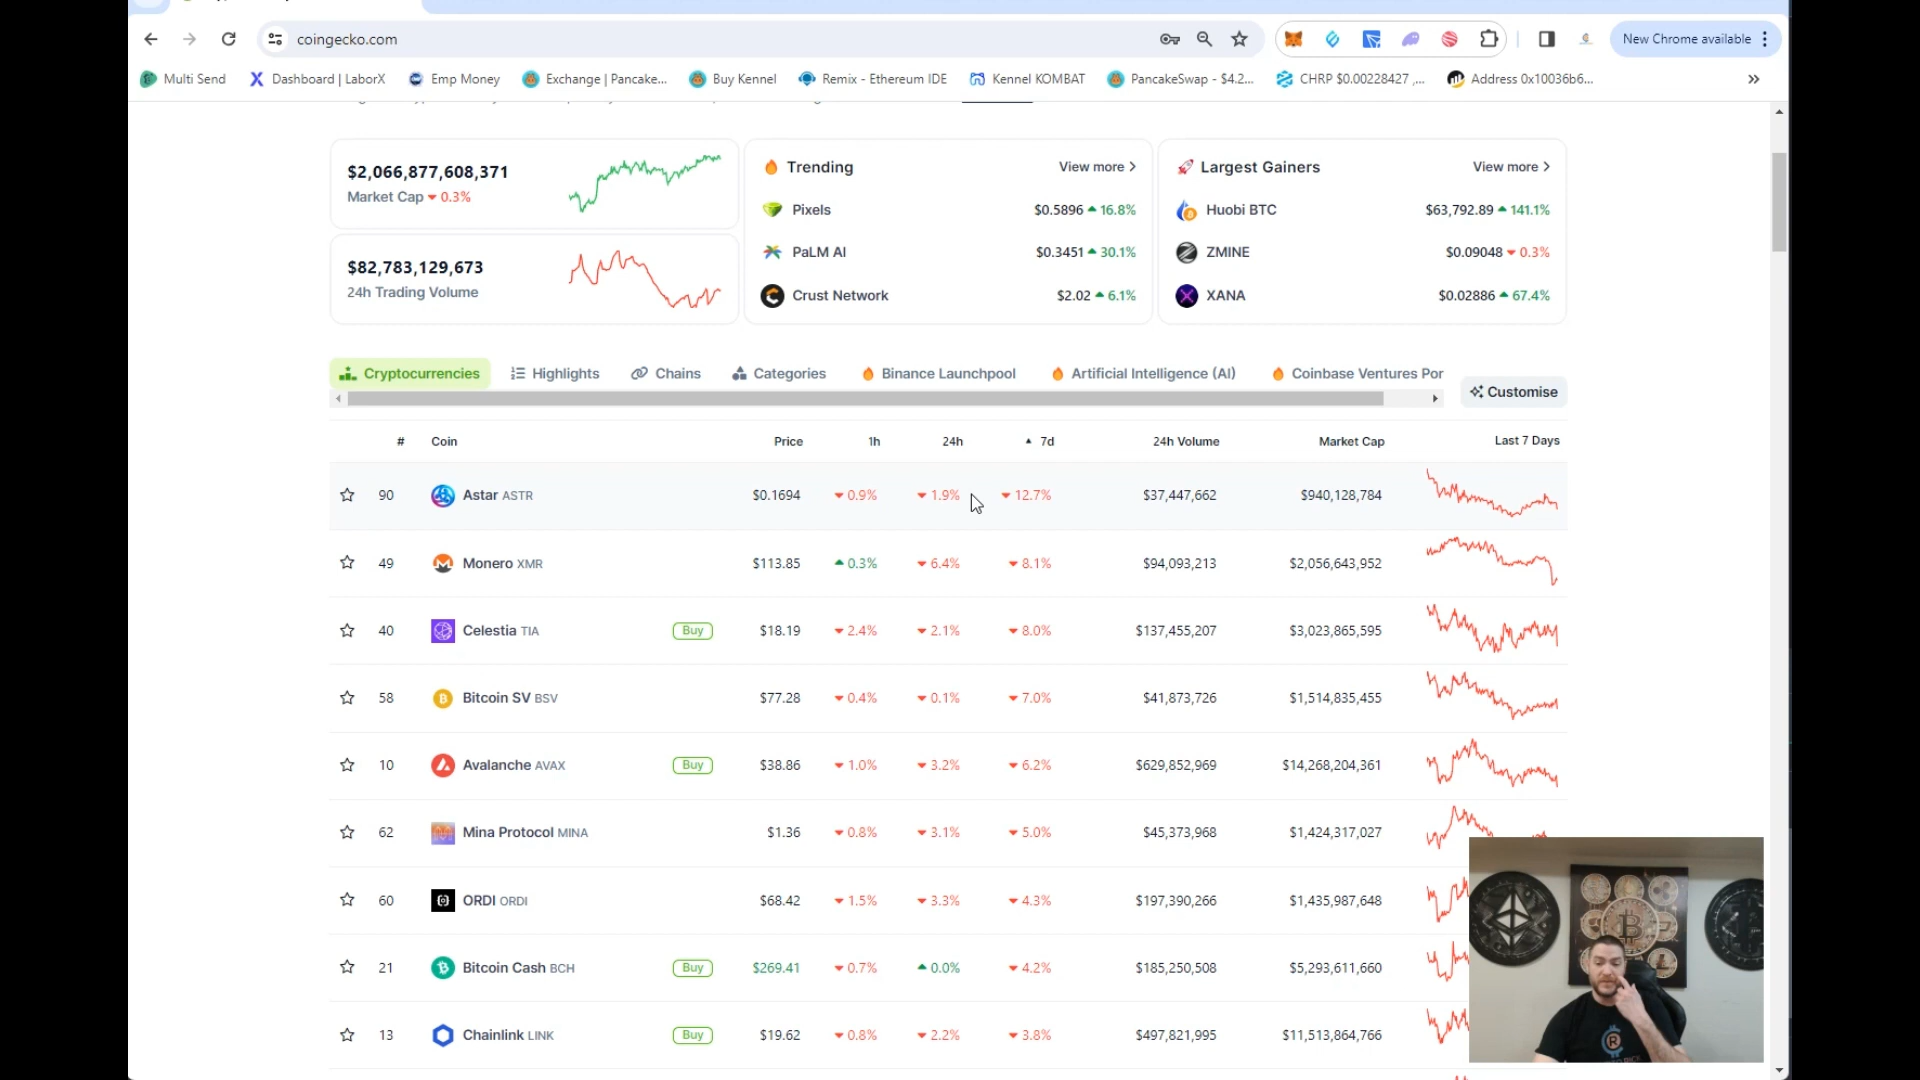 coingecko.com
New Chrome available
Multi Send
Dashboard | LaborX
Emp Money
Exchange | Pancake...
Buy Kennel
Remix - Ethereum IDE
Kennel KOMBAT
PancakeSwap - $4.2...
CHRP $0.00228427 ,...
Address 0x10036b6...
»
$2,066,877,608,371
Market Cap 0.3%
$82,783,129,673
24h Trading Volume
Trending View more
Pixels $0.5896 16.8%
PaLM AI $0.3451 30.1%
Crust Network $2.02 6.1%
Largest Gainers View more
Huobi BTC $63,792.89 141.1%
ZMINE $0.09048 0.3%
XANA $0.02886 67.4%
Cryptocurrencies Highlights Chains Categories Binance Launchpool Artificial Intelligence (AI) Coinbase Ventures Por
Customise
# Coin Price 1h 24h 7d 24h Volume Market Cap Last 7 Days
90 Astar ASTR $0.1694 0.9% 1.9% 12.7% $37,447,662 $940,128,784
49 Monero XMR $113.85 0.3% 6.4% 8.1% $94,093,213 $2,056,643,952
40 Celestia TIA Buy $18.19 2.4% 2.1% 8.0% $137,455,207 $3,023,865,595
58 Bitcoin SV BSV $77.28 0.4% 0.1% 7.0% $41,873,726 $1,514,835,455
10 Avalanche AVAX Buy $38.86 1.0% 3.2% 6.2% $629,852,969 $14,268,204,361
62 Mina Protocol MINA $1.36 0.8% 3.1% 5.0% $45,373,968 $1,424,317,027
60 ORDI ORDI $68.42 1.5% 3.3% 4.3% $197,390,266 $1,435,987,648
21 Bitcoin Cash BCH Buy $269.41 0.7% 0.0% 4.2% $185,250,508 $5,293,611,660
13 Chainlink LINK Buy $19.62 0.8% 2.2% 3.8% $497,821,995 $11,513,864,766